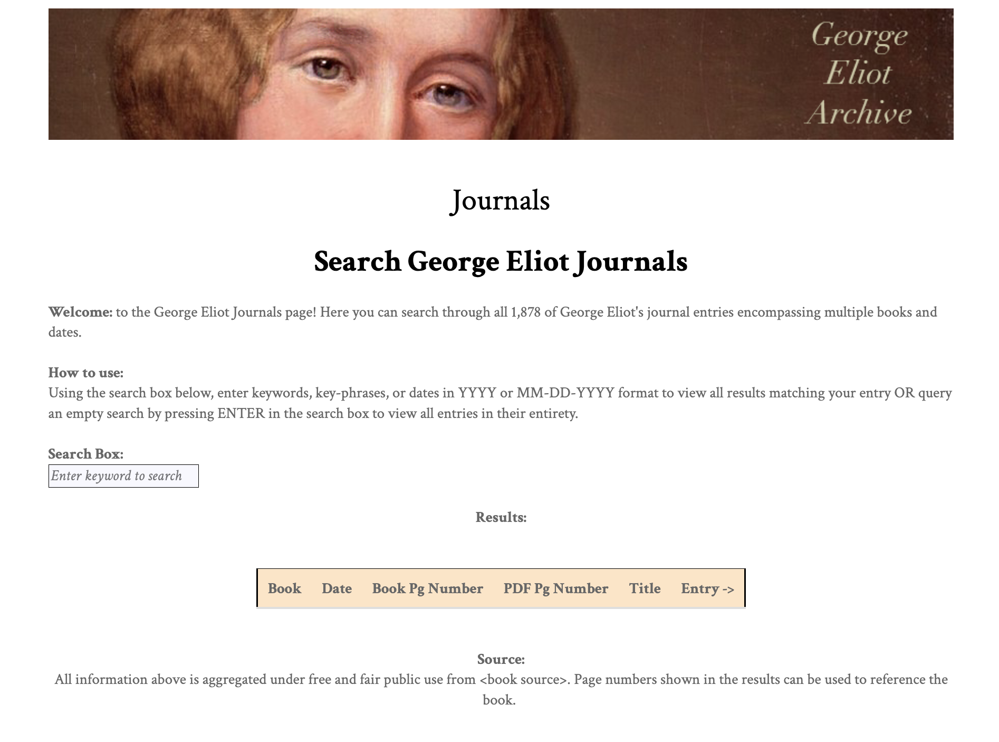 George
Eliot
Archive
Journals
Search George Eliot Journals
Welcome: to the George Eliot Journals page! Here you can search through all 1,878 of George Eliot's journal entries encompassing multiple books and
dates.
How to use:
Using the search box below, enter keywords, key-phrases, or dates in YYYY or MM-DD-YYYY format to view all results matching your entry OR query
an empty search by pressing ENTER in the search box to view all entries in their entirety.
Search Box:
Enter keyword to search
Results:
Book Date Book Pg Number PDF Pg Number Title Entry ->
Source:
All information above is aggregated under free and fair public use from <book source>. Page numbers shown in the results can be used to reference the
book.